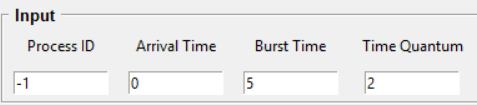 Input
Process ID Arrival Time Burst Time Time Quantum
-1 0 5 2